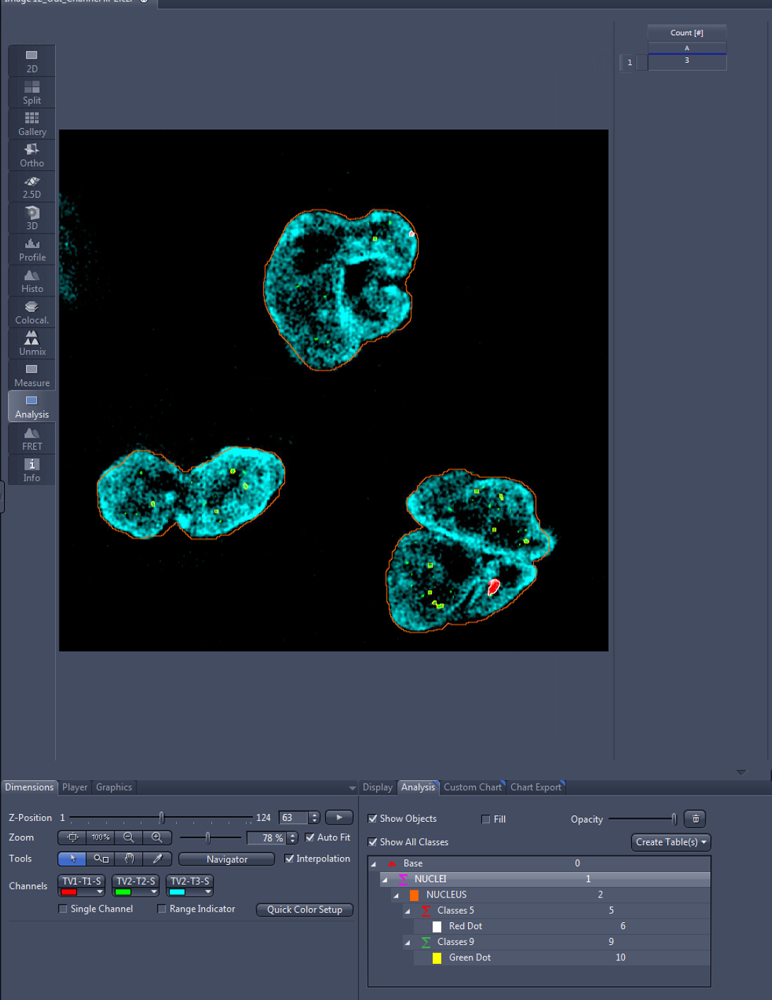 Count [#]
A
1
3
2D
Split
Gallery
Ortho
2.5D
3D
Profile
Histo
Colocal.
Unmix
Measure
Analysis
FRET
i
Info
Dimensions Player Graphics
Z-Position 1 124 63
Zoom 100% 78 % Auto Fit
Tools Navigator Interpolation
Channels TV1-T1-S TV2-T2-S TV2-T3-S
Single Channel Range Indicator Quick Color Setup
Display Analysis Custom Chart Chart Export
Show Objects Fill Opacity
Show All Classes Create Table(s)
Base 0
Σ NUCLEI 1
NUCLEUS 2
Σ Classes 5 5
Red Dot 6
Σ Classes 9 9
Green Dot 10